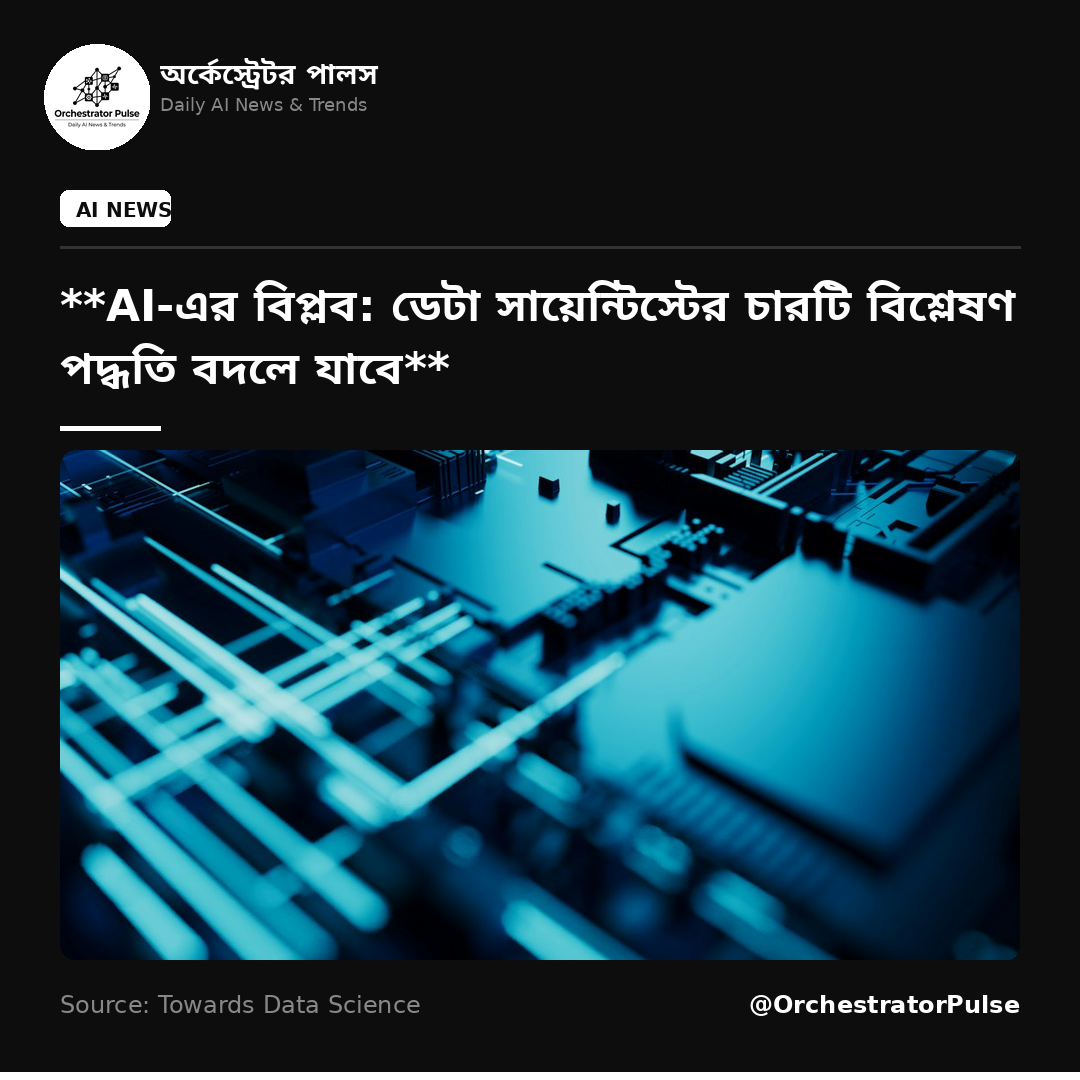 Orchestrator Pulse
Daily AI News & Trends
অর্কেস্ট্রেটর পালস
Daily AI News & Trends
AI NEWS
**AI-এর বিপ্লব: ডেটা সায়েন্টিস্টের চারটি বিশ্লেষণ
পদ্ধতি বদলে যাবে**
Source: Towards Data Science
@OrchestratorPulse